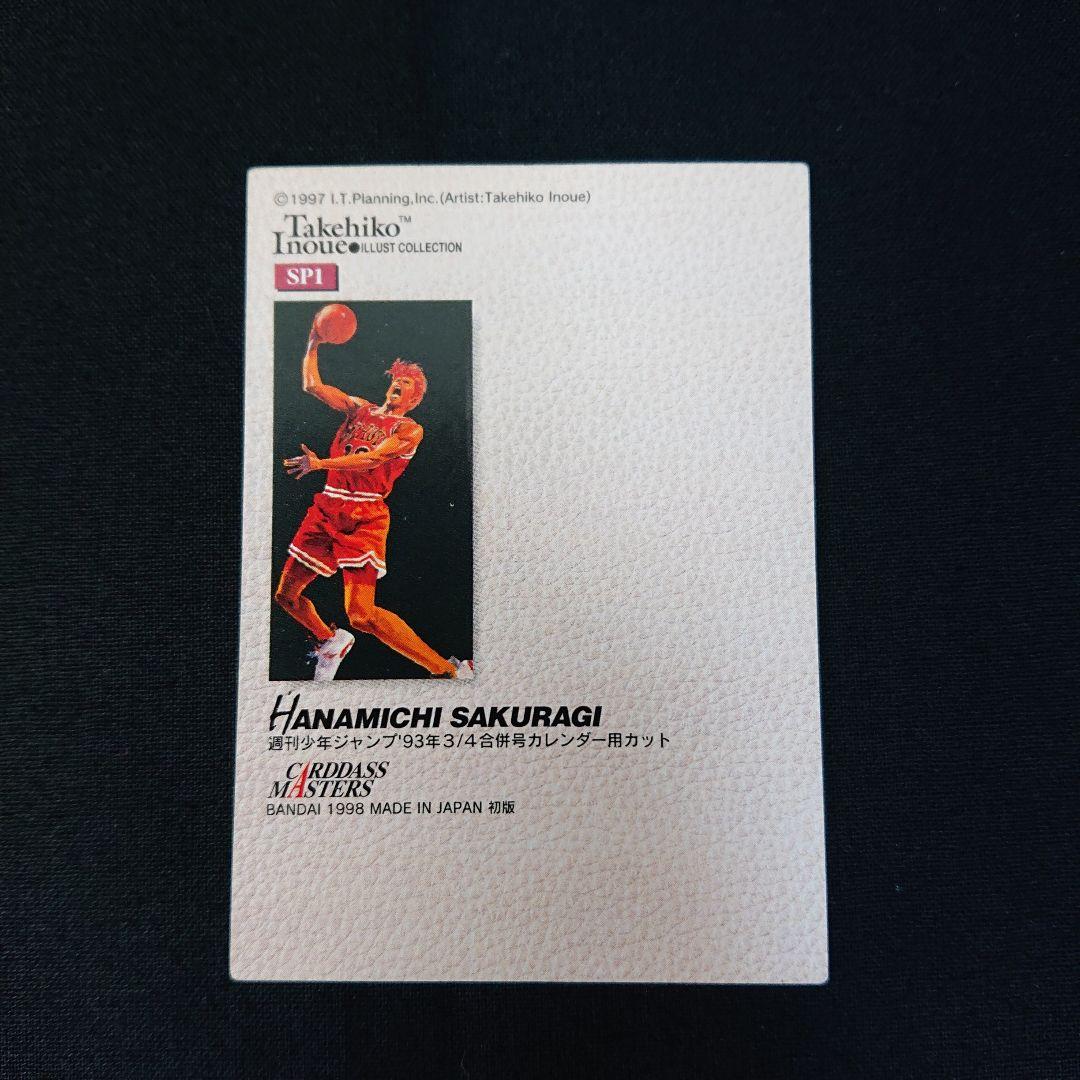 ©1997 I.T.Planning,Inc.(Artist:Takehiko Inoue)
Takehiko™
Inoue●ILLUST COLLECTION
SP1
HANAMICHI SAKURAGI
週刊少年ジャンプ'93年3/4合併号カレンダー用カット
CARDDASS
MASTERS
BANDAI 1998 MADE IN JAPAN 初版